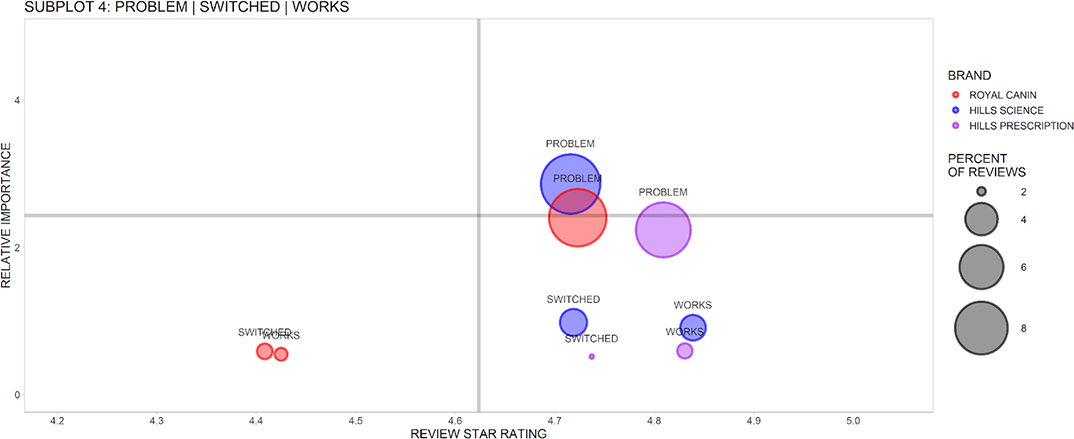 SUBPLOT 4: PROBLEM | SWITCHED | WORKS
RELATIVE IMPORTANCE
4
2
0
PROBLEM
PROBLEM
PROBLEM
SWITCHED
WORKS
SWITCHED
WORKS
SWITCHED
WORKS
4.2
4.3
4.4
4.5
4.6
4.7
4.8
4.9
5.0
REVIEW STAR RATING
BRAND
ROYAL CANIN
HILLS SCIENCE
HILLS PRESCRIPTION
PERCENT
OF REVIEWS
2
4
6
8